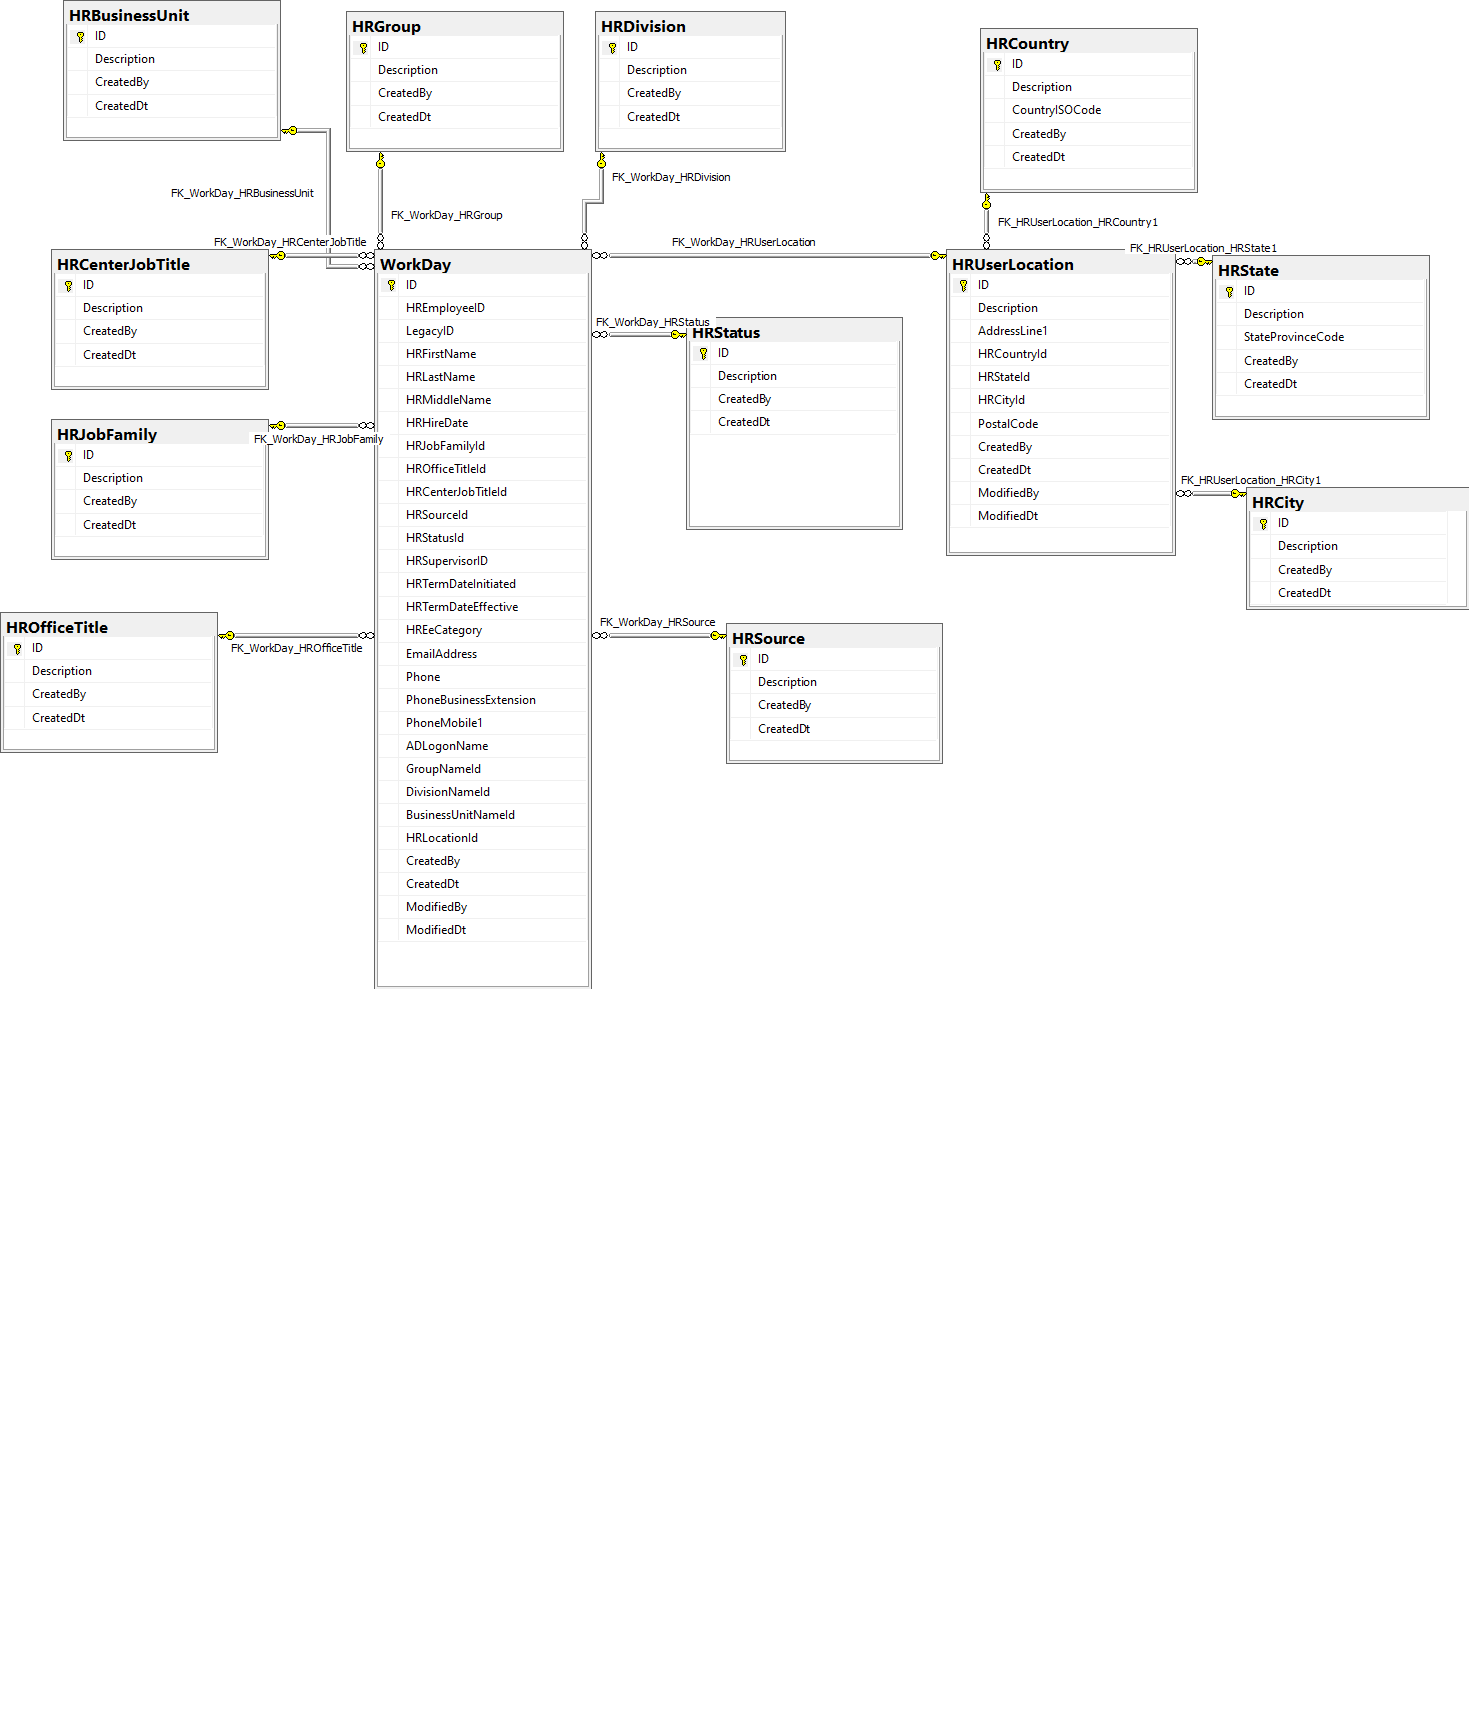 HRBusinessUnit
ID
Description
CreatedBy
CreatedDt
HRGroup
ID
Description
CreatedBy
CreatedDt
HRDivision
ID
Description
CreatedBy
CreatedDt
HRCountry
ID
Description
CountryISOCode
CreatedBy
CreatedDt
FK_WorkDay_HRBusinessUnit
FK_WorkDay_HRGroup
FK_WorkDay_HRDivision
FK_HRUserLocation_HRCountry1
FK_WorkDay_HRCenterJobTitle
FK_WorkDay_HRUserLocation
FK_HRUserLocation_HRState1
HRCenterJobTitle
ID
Description
CreatedBy
CreatedDt
WorkDay
ID
HREmployeeID
LegacyID
HRFirstName
HRLastName
HRMiddleName
HRHireDate
HRJobFamilyId
HROfficeTitleId
HRCenterJobTitleId
HRSourceId
HRStatusId
HRSupervisorID
HRTermDateInitiated
HRTermDateEffective
HREeCategory
EmailAddress
Phone
PhoneBusinessExtension
PhoneMobile1
ADLogonName
GroupNameId
DivisionNameId
BusinessUnitNameId
HRLocationId
CreatedBy
CreatedDt
ModifiedBy
ModifiedDt
HRUserLocation
ID
Description
AddressLine1
HRCountryId
HRStateId
HRCityId
PostalCode
CreatedBy
CreatedDt
ModifiedBy
ModifiedDt
HRState
ID
Description
StateProvinceCode
CreatedBy
CreatedDt
FK_WorkDay_HRStatus
HRStatus
ID
Description
CreatedBy
CreatedDt
HRJobFamily
ID
Description
CreatedBy
CreatedDt
FK_WorkDay_HRJobFamily
FK_HRUserLocation_HRCity1
HRCity
ID
Description
CreatedBy
CreatedDt
HROfficeTitle
ID
Description
CreatedBy
CreatedDt
FK_WorkDay_HROfficeTitle
FK_WorkDay_HRSource
HRSource
ID
Description
CreatedBy
CreatedDt